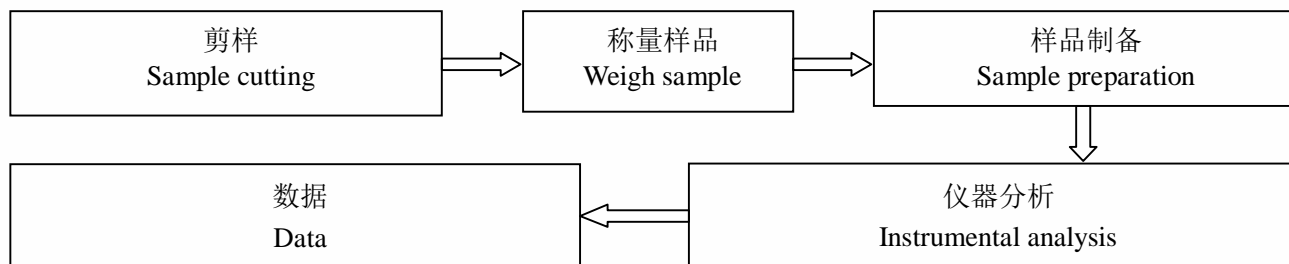 剪样
Sample cutting
称量样品
Weigh sample
样品制备
Sample preparation
仪器分析
Instrumental analysis
数据
Data